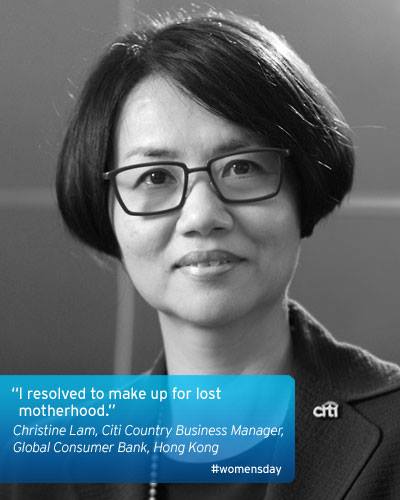 citi
“I resolved to make up for lost
motherhood.”
Christine Lam, Citi Country Business Manager,
Global Consumer Bank, Hong Kong
#womensday